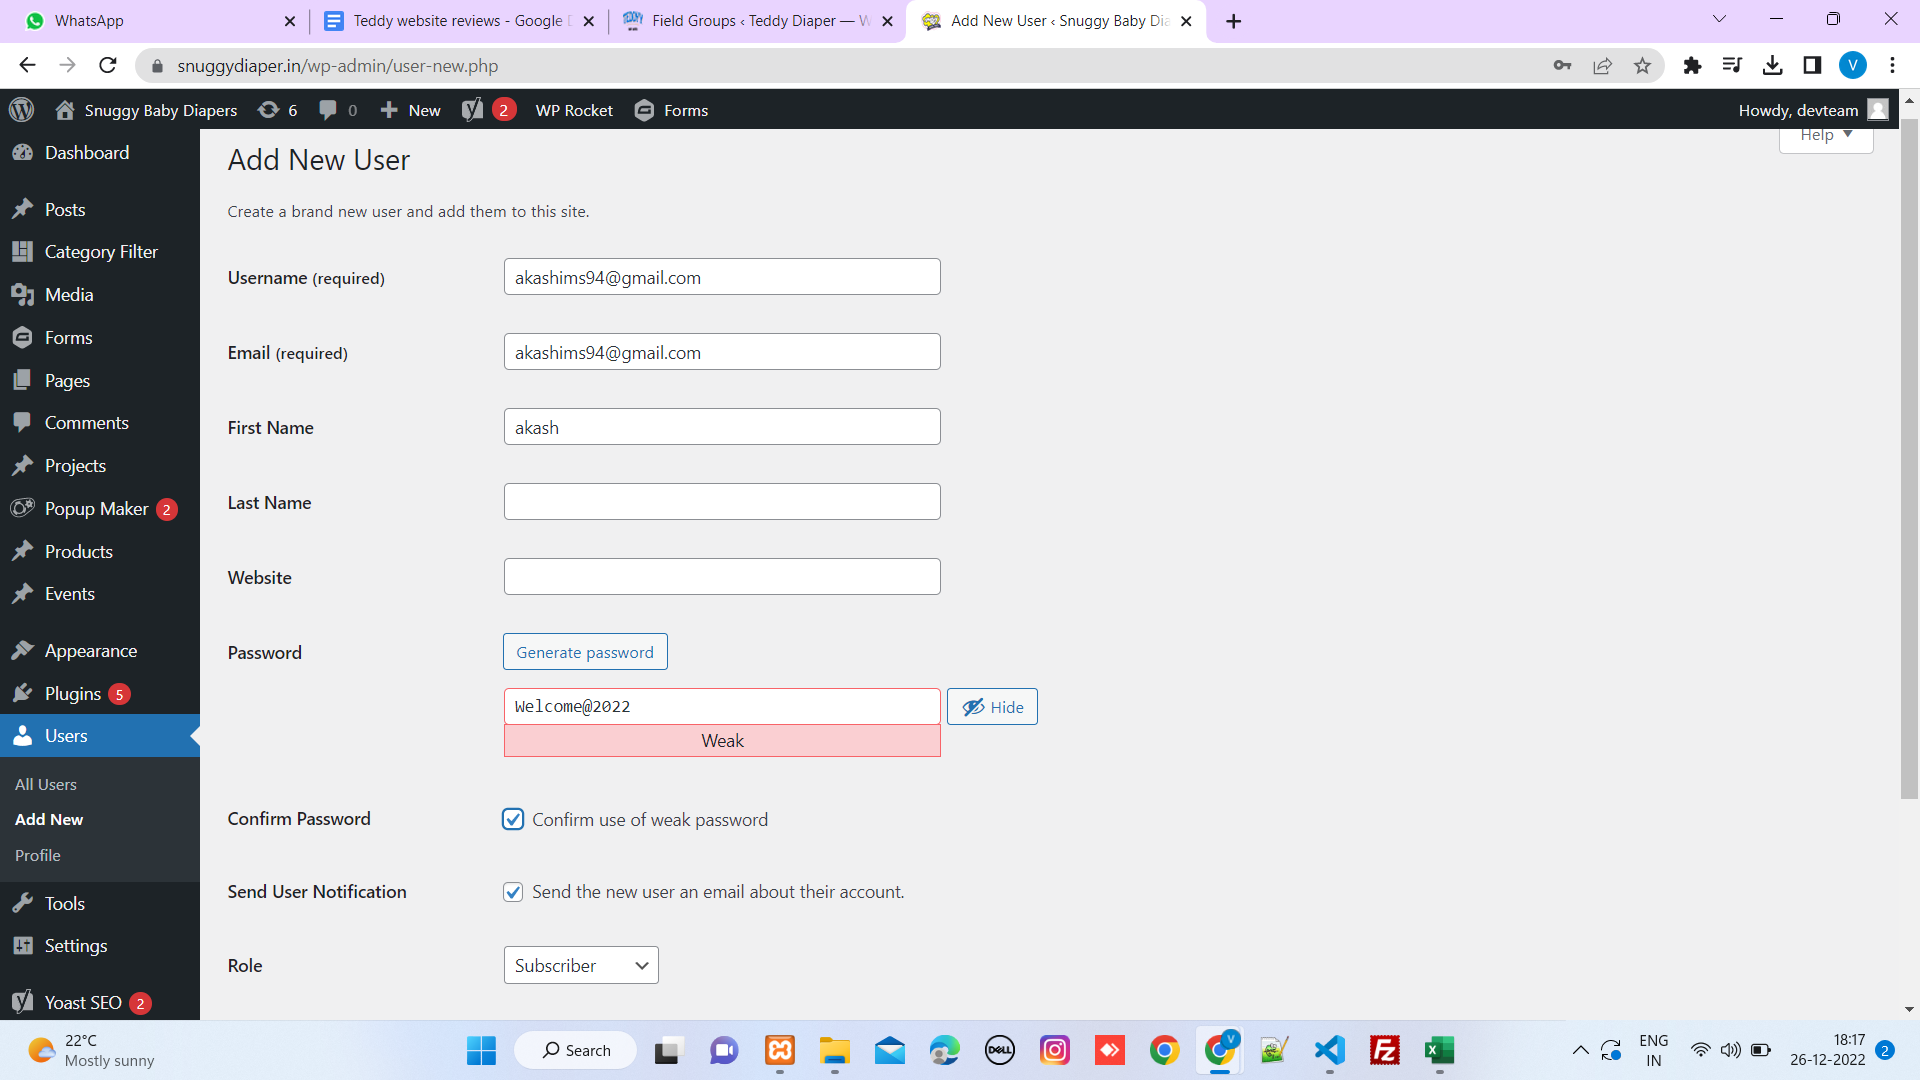 WhatsApp
Teddy website reviews - Google
Field Groups ‹ Teddy Diaper — W
Add New User ‹ Snuggy Baby Dia
snuggydiaper.in/wp-admin/user-new.php
V
Snuggy Baby Diapers
6
0
New
2
WP Rocket
Forms
Howdy, devteam
Help
Dashboard
Posts
Category Filter
Media
Forms
Pages
Comments
Projects
Popup Maker 2
Products
Events
Appearance
Plugins 5
Users
All Users
Add New
Profile
Tools
Settings
Yoast SEO 2
Add New User
Create a brand new user and add them to this site.
Username (required)
akashims94@gmail.com
Email (required)
akashims94@gmail.com
First Name
akash
Last Name
Website
Password
Generate password
Welcome@2022
Hide
Weak
Confirm Password
Confirm use of weak password
Send User Notification
Send the new user an email about their account.
Role
Subscriber
22°C
Mostly sunny
Search
DELL
V
FZ
ENG
IN
18:17
26-12-2022
2